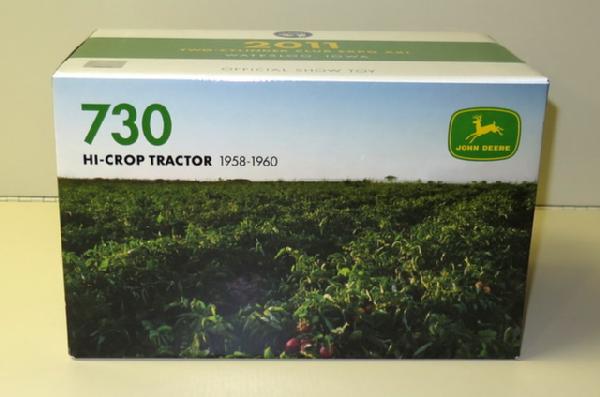 2011
TWO-CYLINDER CLUB EXPO XXI
WATERLOO, IOWA
OFFICIAL SHOW TOY
730
HI-CROP TRACTOR 1958-1960
JOHN DEERE